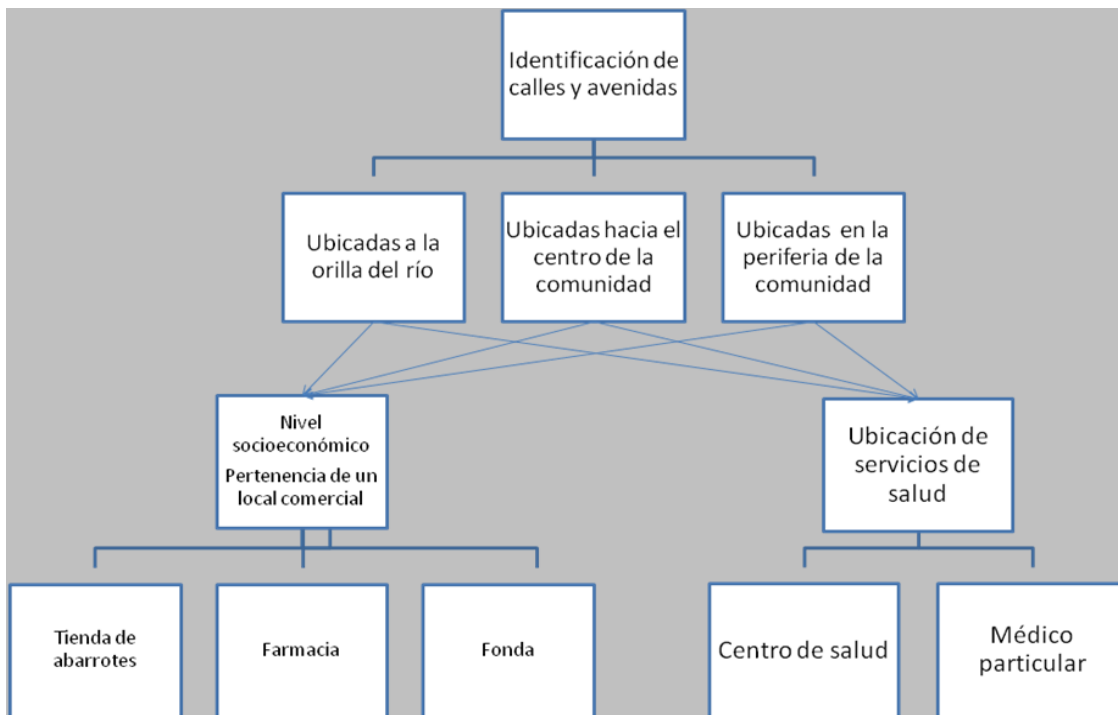 Identificación de
calles y avenidas
Ubicadas a la
orilla del río
Ubicadas hacia el
centro de la
comunidad
Ubicadas en la
periferia de la
comunidad
Nivel
socioeconómico
Pertenencia de un
local comercial
Ubicación de
servicios de
salud
Tienda de
abarrotes
Farmacia
Fonda
Centro de salud
Médico
particular